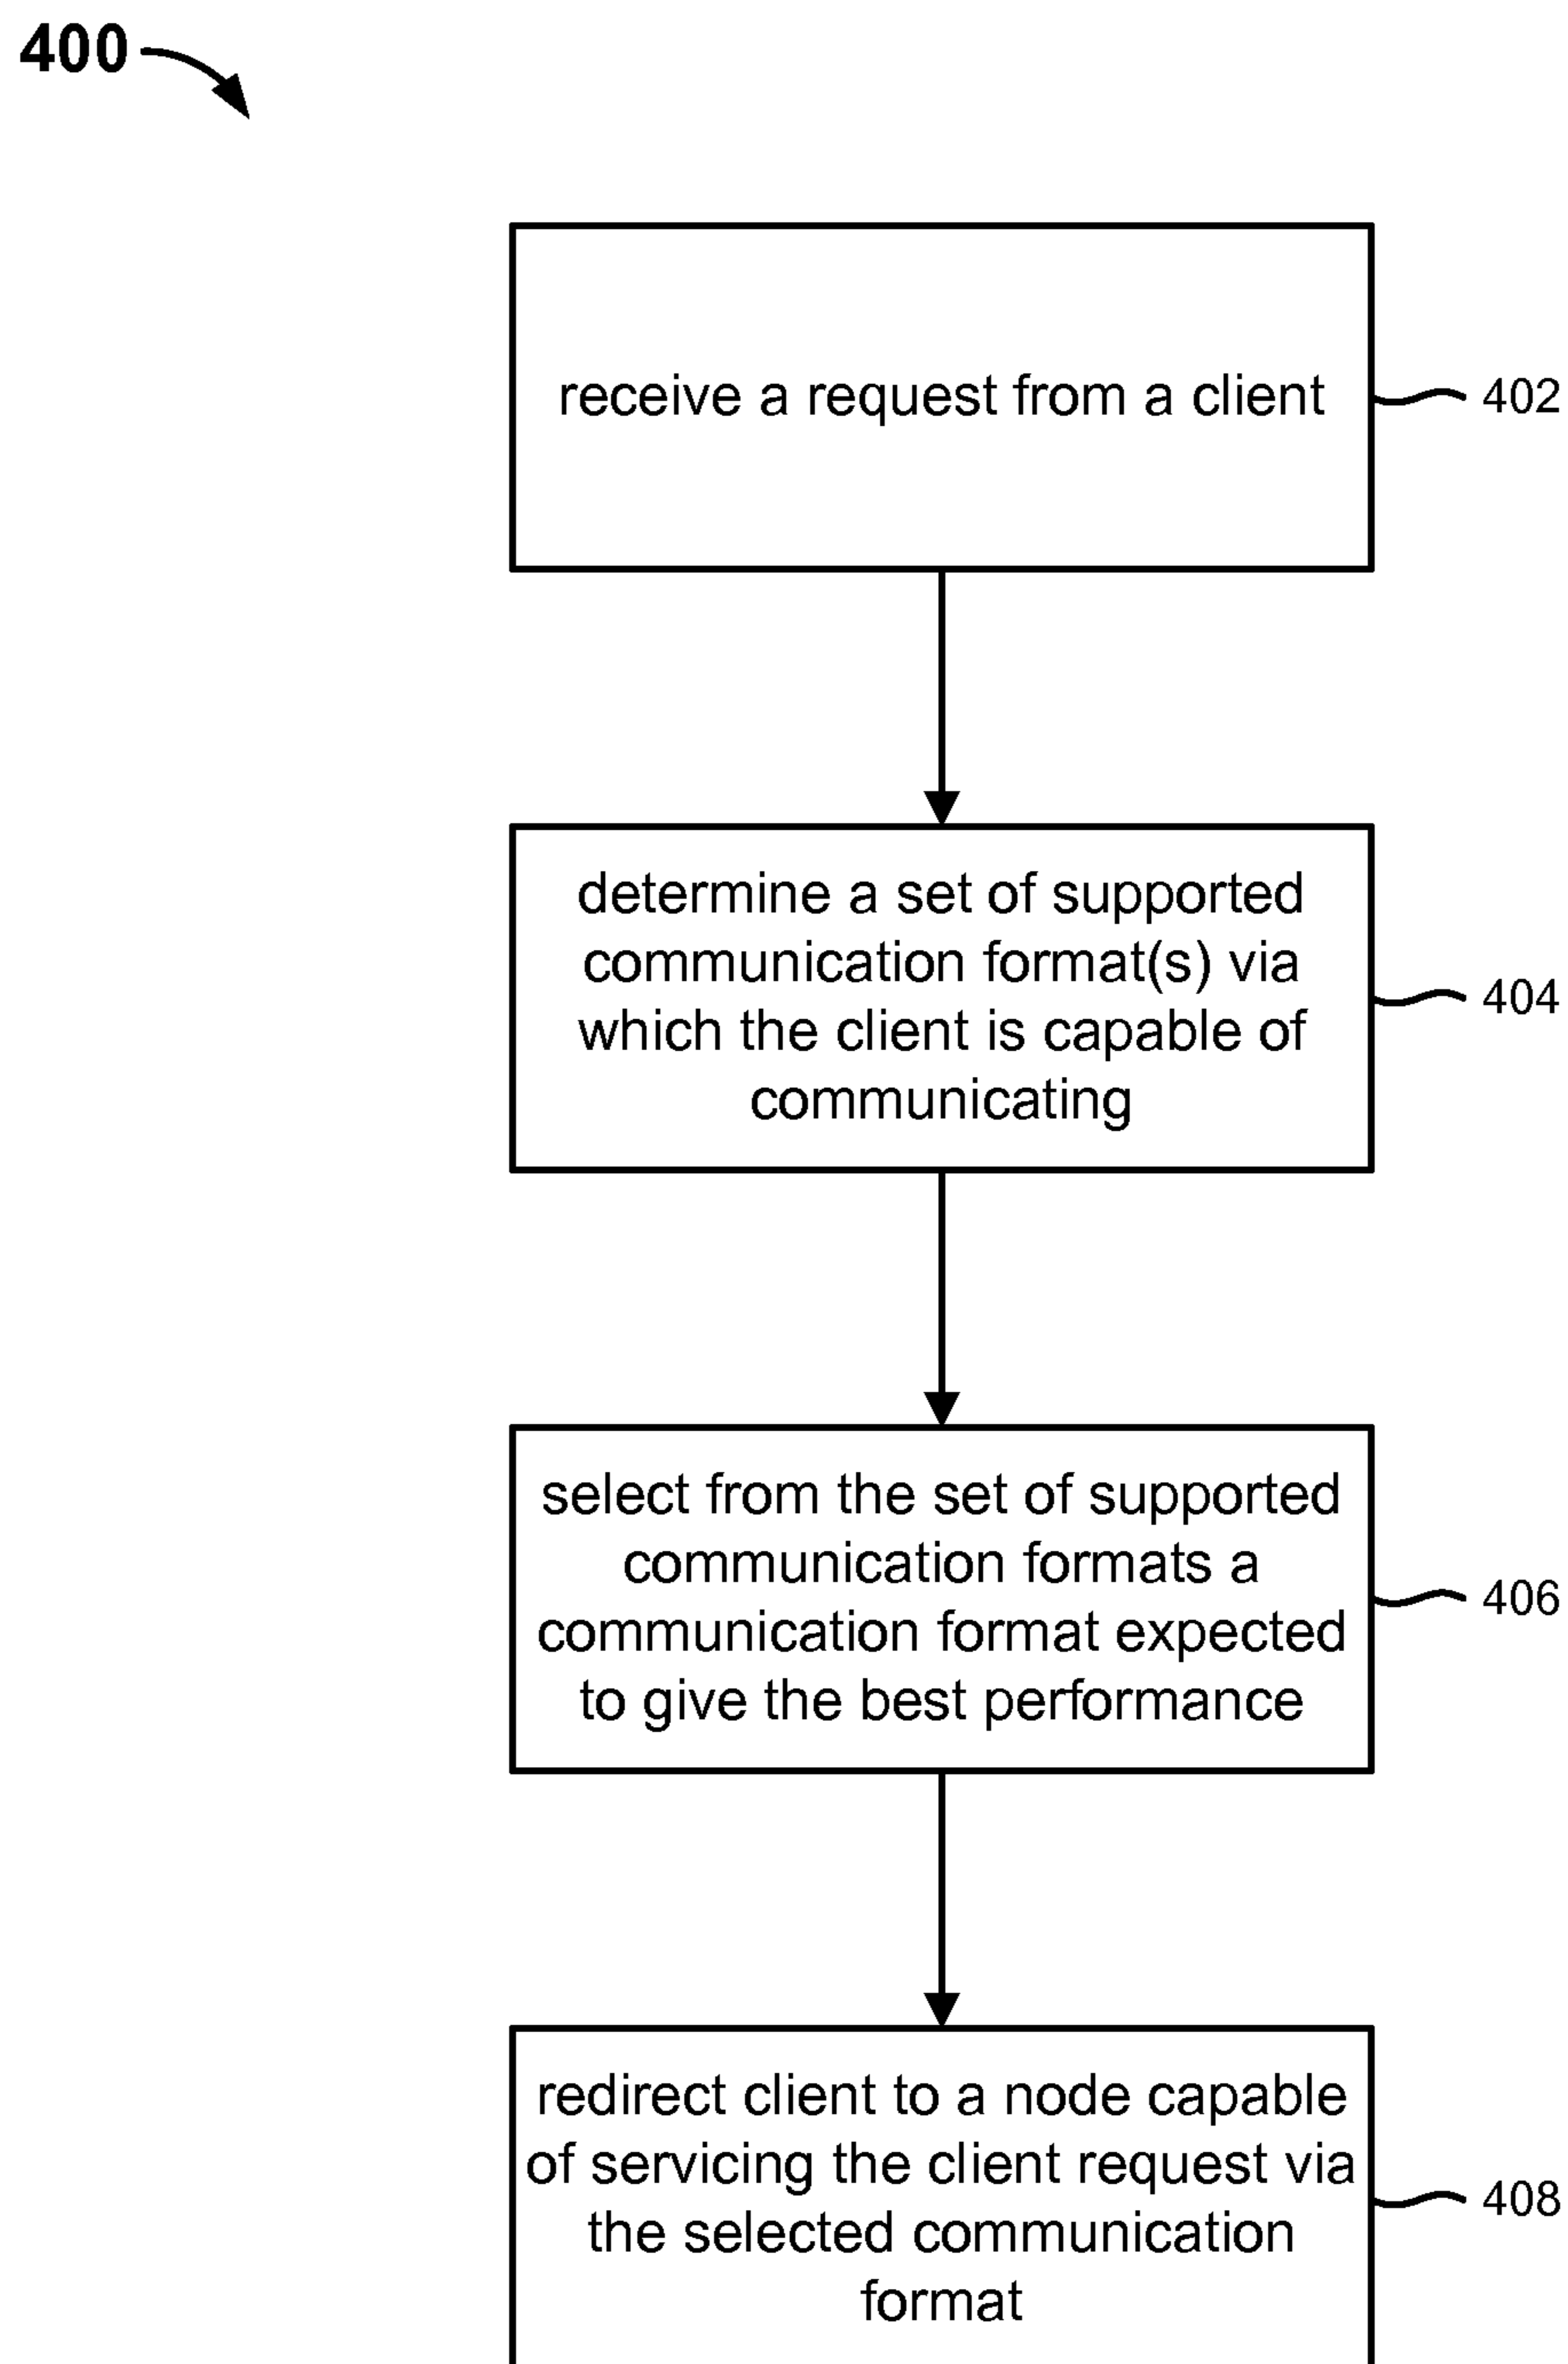 400
receive a request from a client
402
determine a set of supported
communication format(s) via
which the client is capable of
communicating
404
select from the set of supported
communication formats a
communication format expected
to give the best performance
406
redirect client to a node capable
of servicing the client request via
the selected communication
format
408